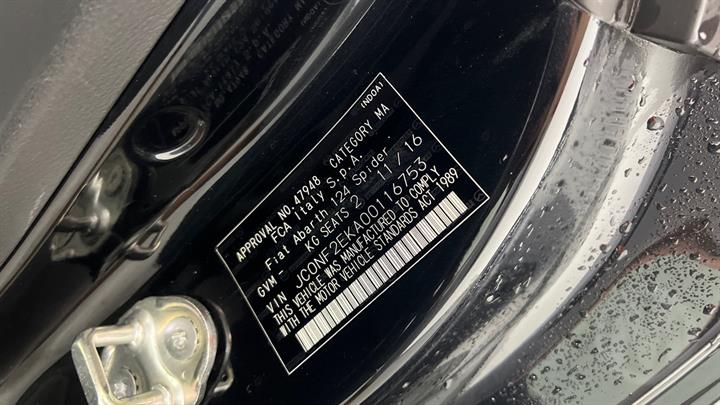 APPROVAL NO. 47948 CATEGORY MA
FCA italy S.P.A.
Fiat Abarth 124 Spider
GVM - KG SEATS 2 11/16
VIN JC0NF2EKA00116753
THIS VEHICLE WAS MANUFACTURED TO COMPLY
WITH THE MOTOR VEHICLE STANDARDS ACT 1989